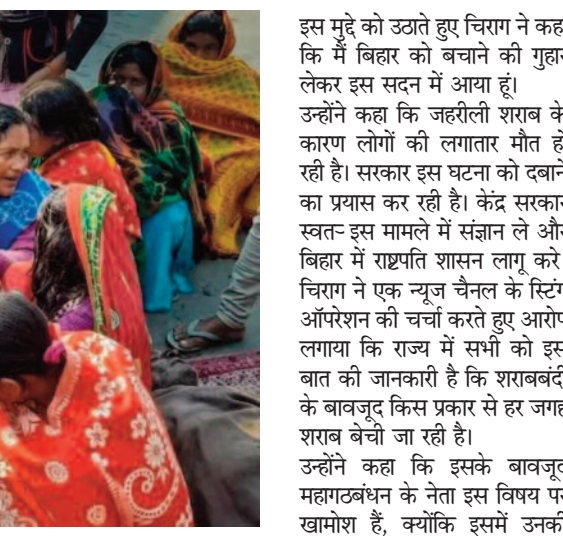 इस मुद्दे को उठाते हुए चिराग ने कहा
कि मैं बिहार को बचाने की गुहार
लेकर इस सदन में आया हूं।
उन्होंने कहा कि जहरीली शराब के
कारण लोगों की लगातार मौत हो
रही है। सरकार इस घटना को दबाने
का प्रयास कर रही है। केंद्र सरकार
स्वतः इस मामले में संज्ञान ले और
बिहार में राष्ट्रपति शासन लागू करे।
चिराग ने एक न्यूज चैनल के स्टिंग
ऑपरेशन की चर्चा करते हुए आरोप
लगाया कि राज्य में सभी को इस
बात की जानकारी है कि शराबबंदी
के बावजूद किस प्रकार से हर जगह
शराब बेची जा रही है।
उन्होंने कहा कि इसके बावजूद
महागठबंधन के नेता इस विषय पर
खामोश हैं, क्योंकि इसमें उनकी